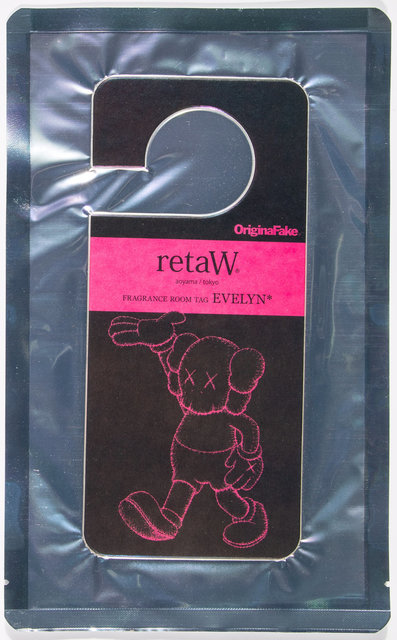 OriginalFake
retaW®
aoyama / tokyo
FRAGRANCE ROOM TAG EVELYN*